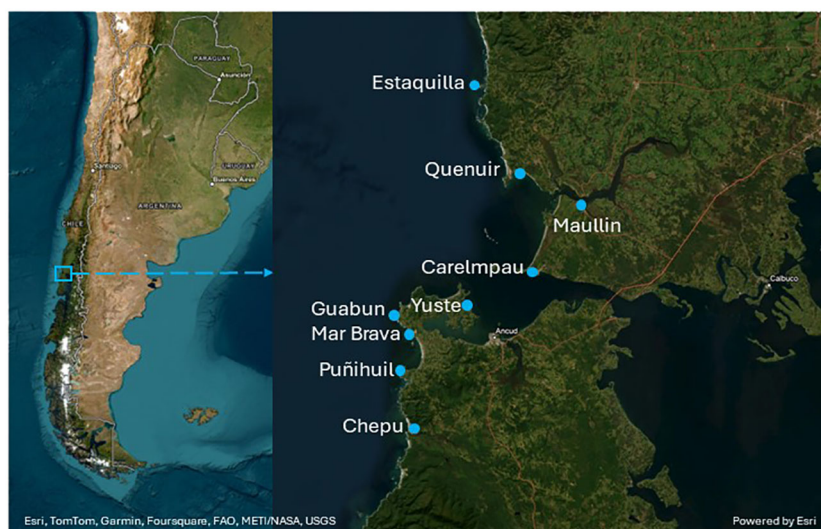 PARAGUAY
Asunción
Santiago
URUGUAY
Buenos Aires
CHILE
ARGENTINA
Esri, TomTom, Garmin, Foursquare, FAO, METI/NASA, USGS
Estaquilla
Quenuir
Maullin
Carelmpau
Calbuco
Guabun
Yuste
Mar Brava
Ancud
Puñihuil
Chepu
Powered by Esri